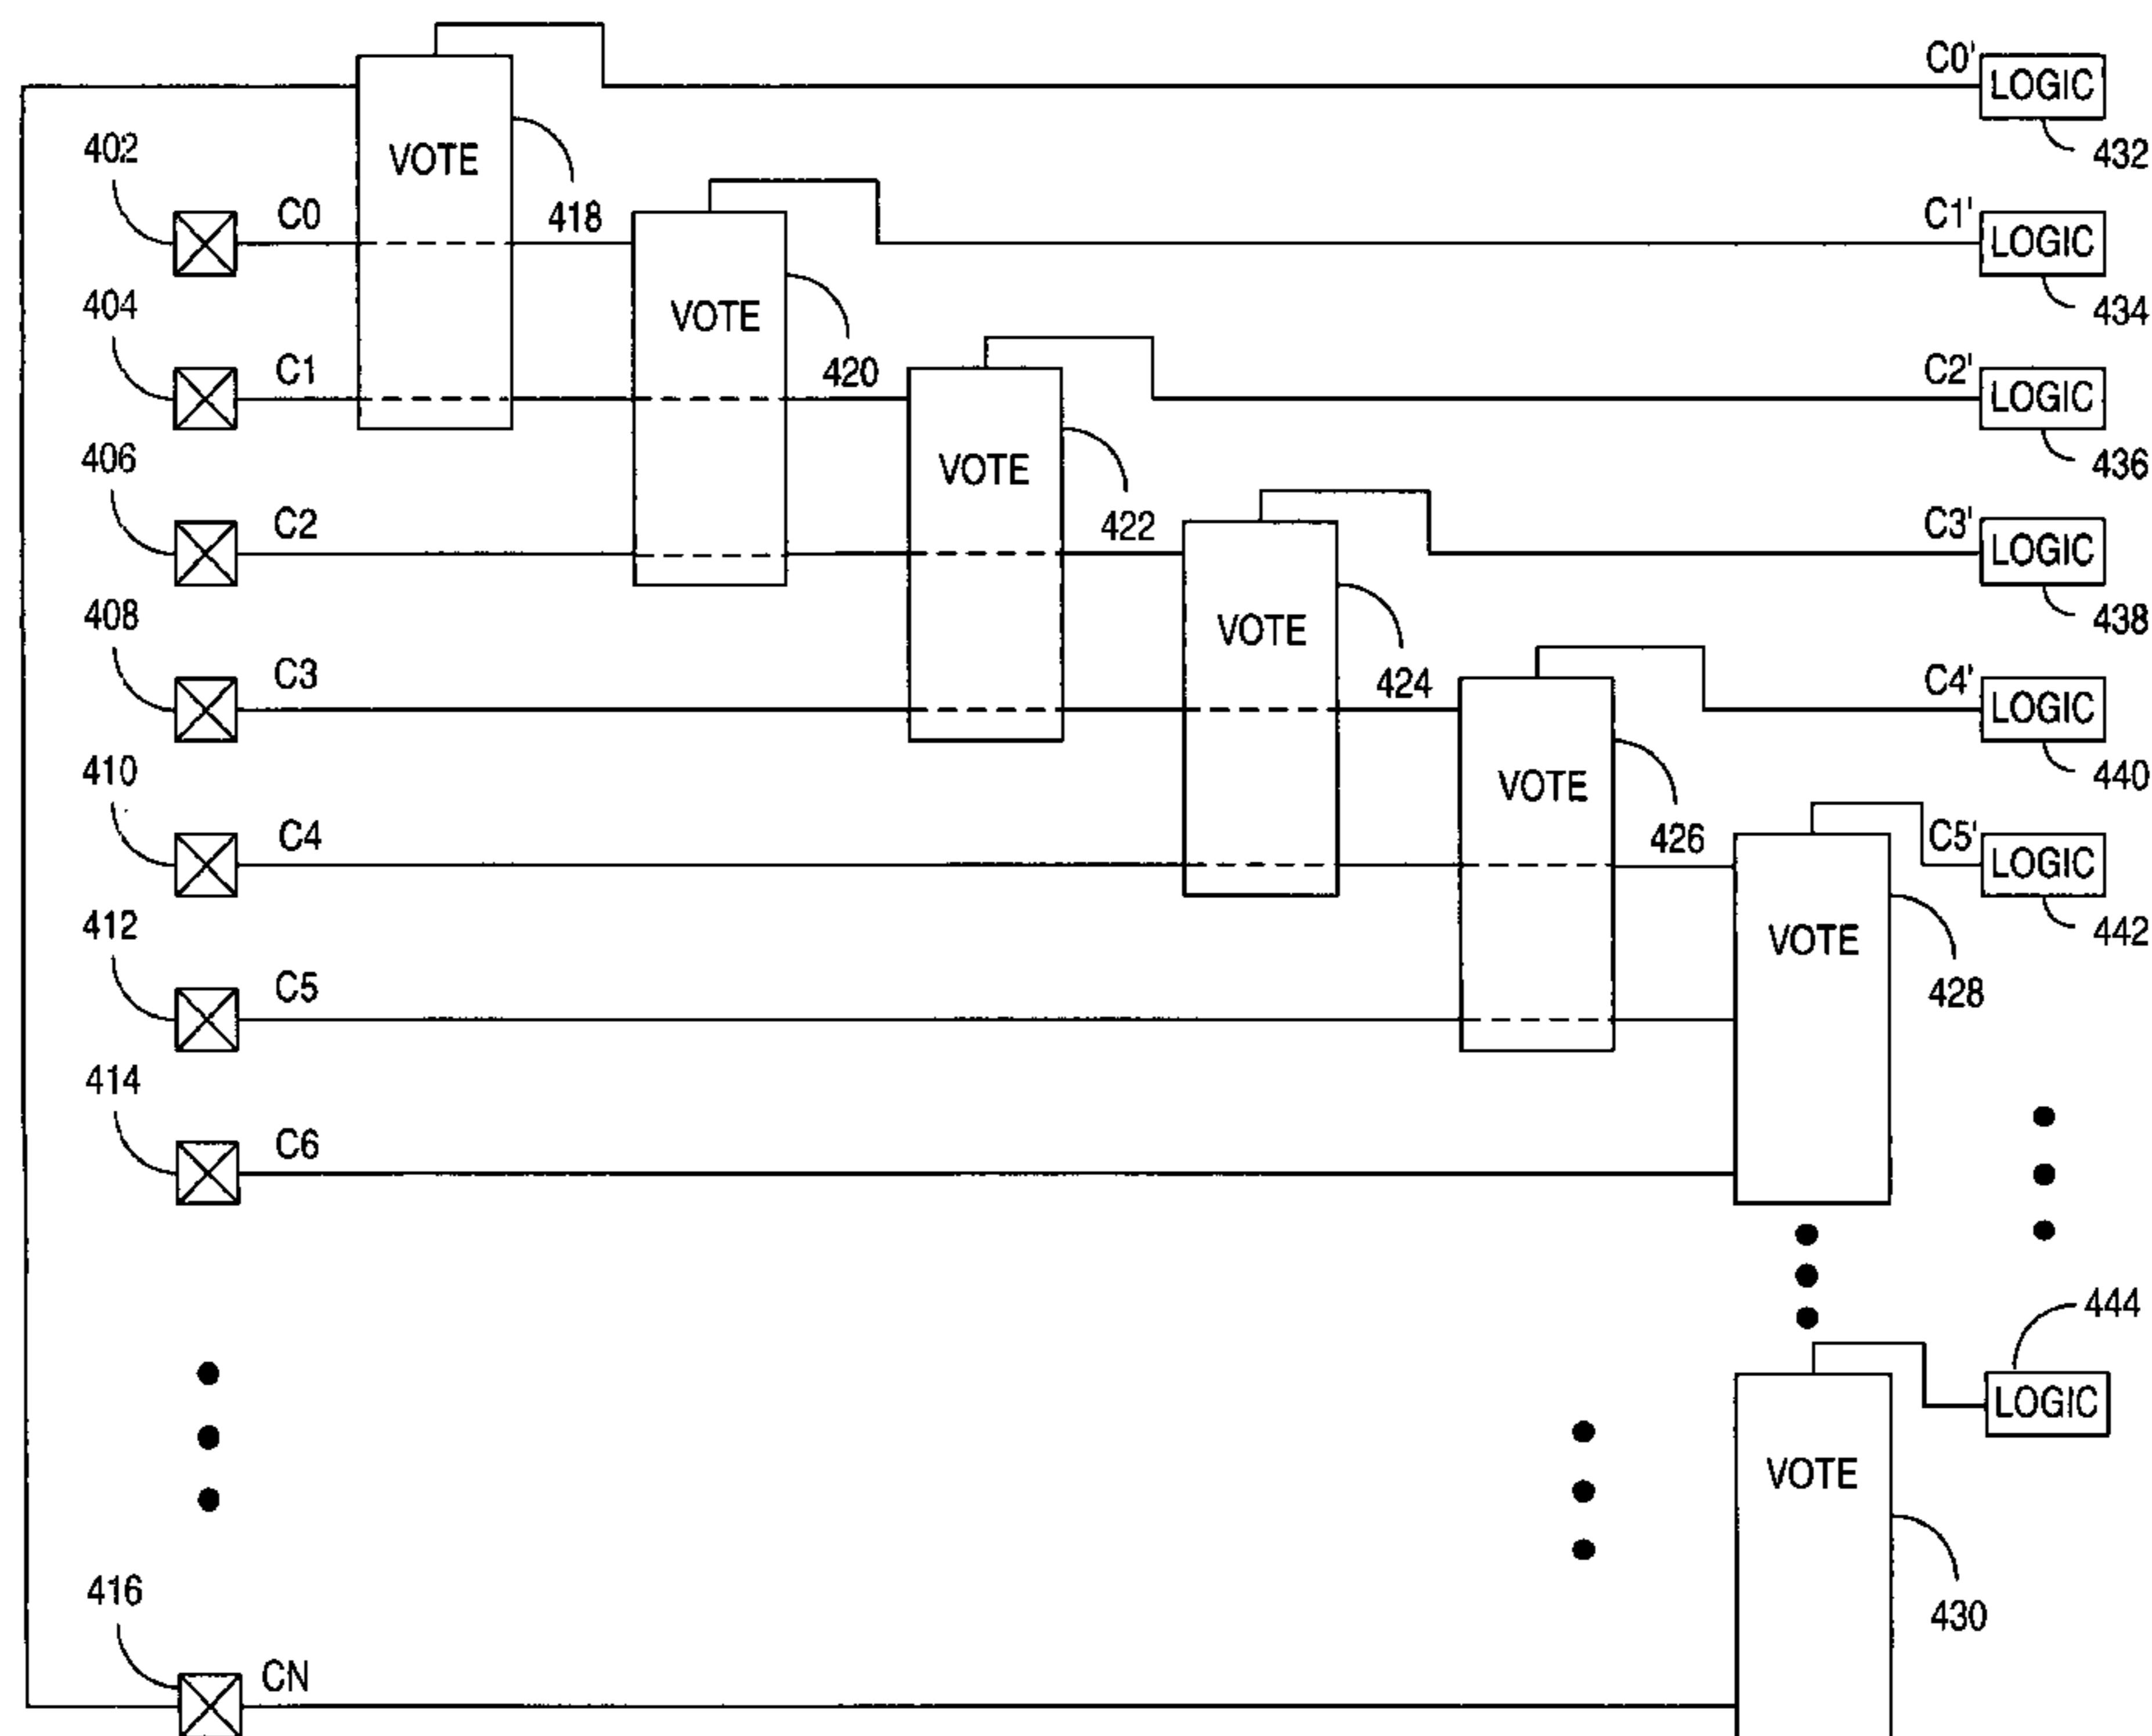 C0' LOGIC
402 VOTE 432
C0 418 C1' LOGIC
404 VOTE 434
C1 420 C2' LOGIC
406 VOTE 436
C2 422 C3' LOGIC
408 VOTE 438
C3 424 C4' LOGIC
410 VOTE 440
C4 426 C5' LOGIC
412 VOTE 442
C5 428
414
C6
444
LOGIC
VOTE
416 430
CN